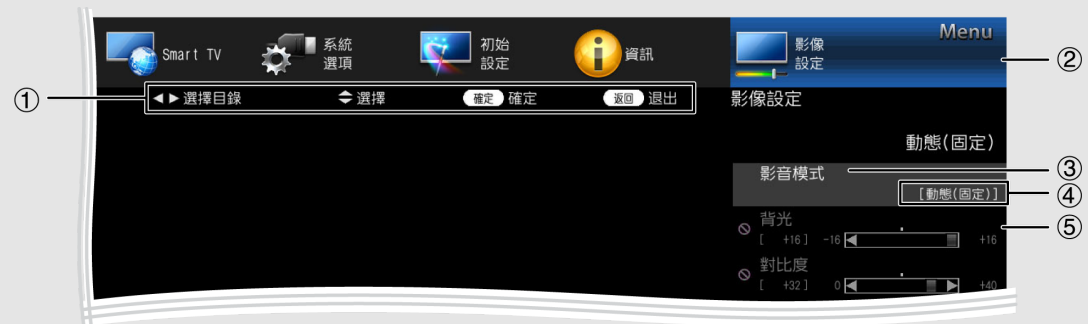 Smart TV
系統
選項
初始
設定
資訊
影像
設定
Menu
②
①
◀ ▶ 選擇目錄
選擇
確定 確定
返回 退出
影像設定
動態(固定)
影音模式
③
[動態(固定)]
④
背光
⑤
[ +16 ] -16 +16
對比度
[ +32 ] 0 +40